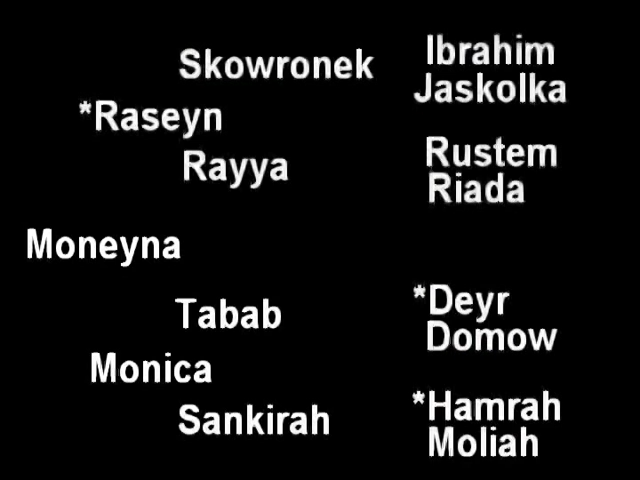 Skowronek
Ibrahim
Jaskolka
*Raseyn
Rayya
Rustem
Riada
Moneyna
Tabab
*Deyr
Domow
Monica
Sankirah
*Hamrah
Moliah